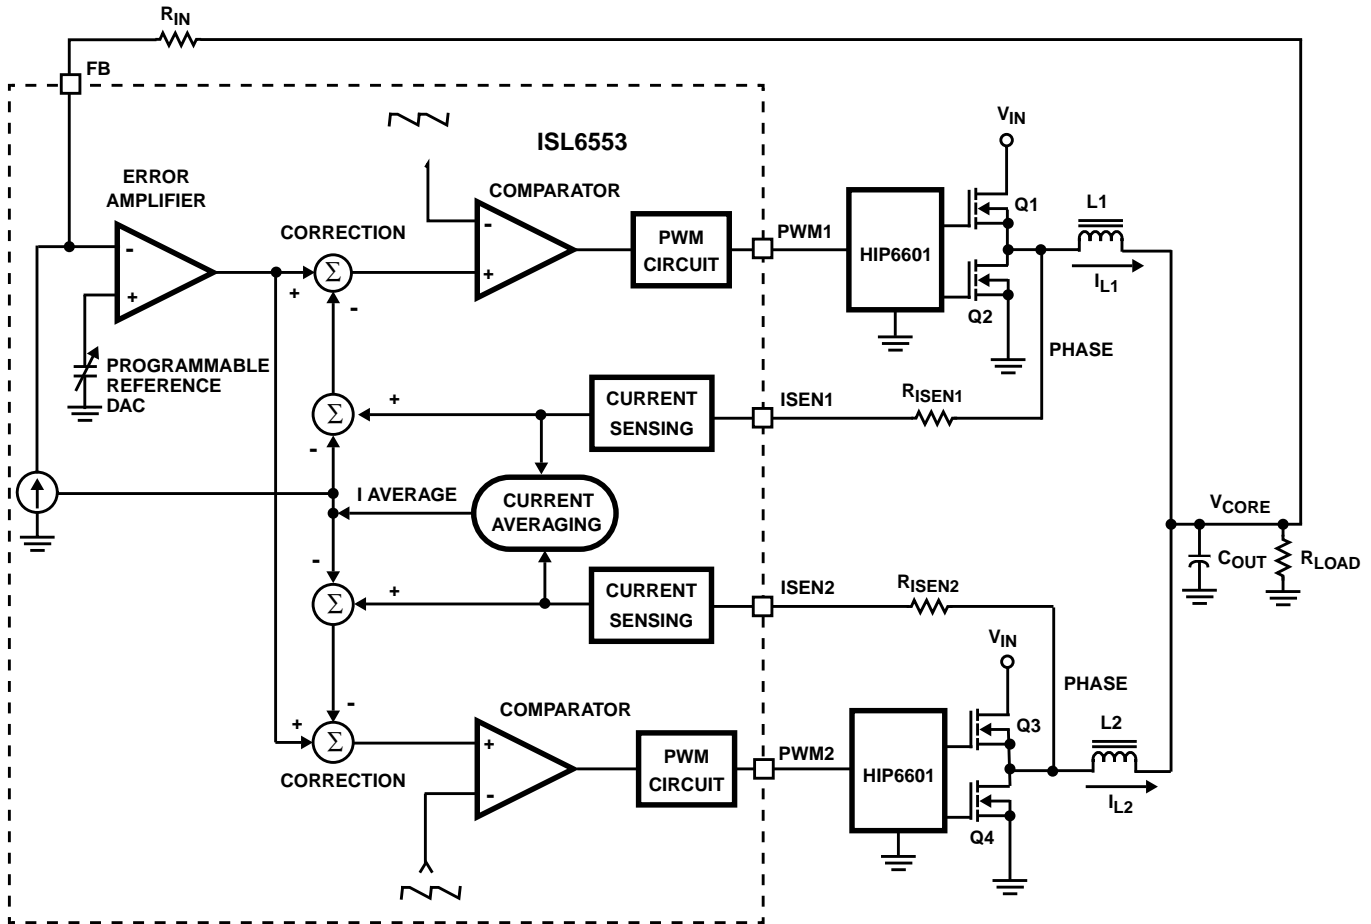 RIN
FB
ISL6553
VIN
ERROR
AMPLIFIER
COMPARATOR
CORRECTION
PWM
CIRCUIT
PWM1
HIP6601
Q1
L1
-
+
Σ
+
-
-
+
IL1
Q2
PHASE
PROGRAMMABLE
REFERENCE
DAC
Σ
+
-
CURRENT
SENSING
ISEN1
RISEN1
I AVERAGE
CURRENT
AVERAGING
VCORE
COUT
RLOAD
-
Σ
+
CURRENT
SENSING
ISEN2
RISEN2
VIN
PHASE
-
+
Σ
CORRECTION
COMPARATOR
+
-
PWM
CIRCUIT
PWM2
HIP6601
Q3
L2
IL2
Q4